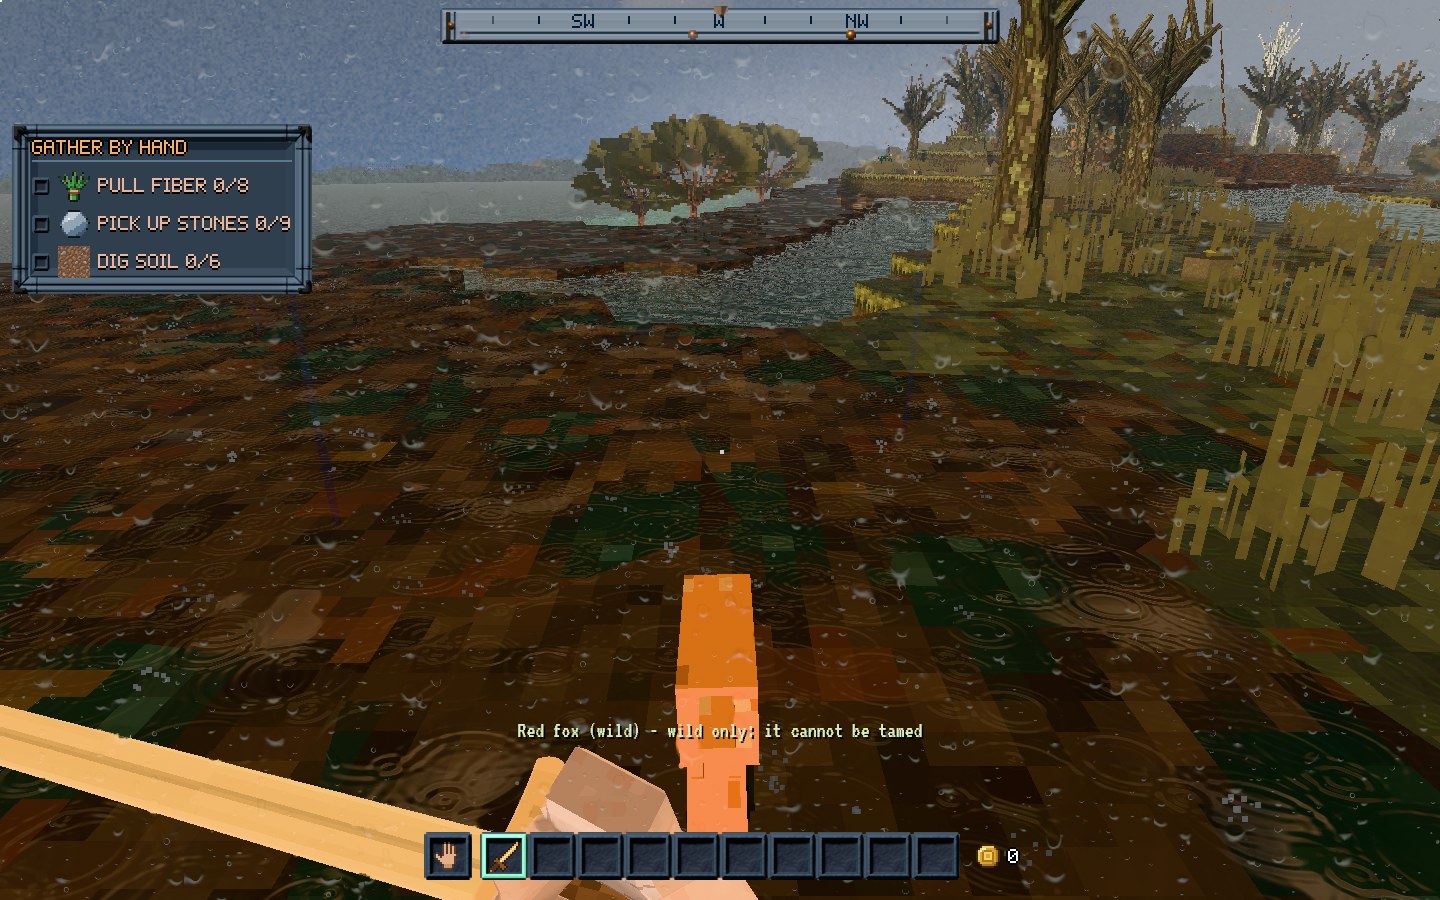 SW W NW
GATHER BY HAND
PULL FIBER 0/8
PICK UP STONES 0/9
DIG SOIL 0/6
Red fox (wild) - wild only; it cannot be tamed
0